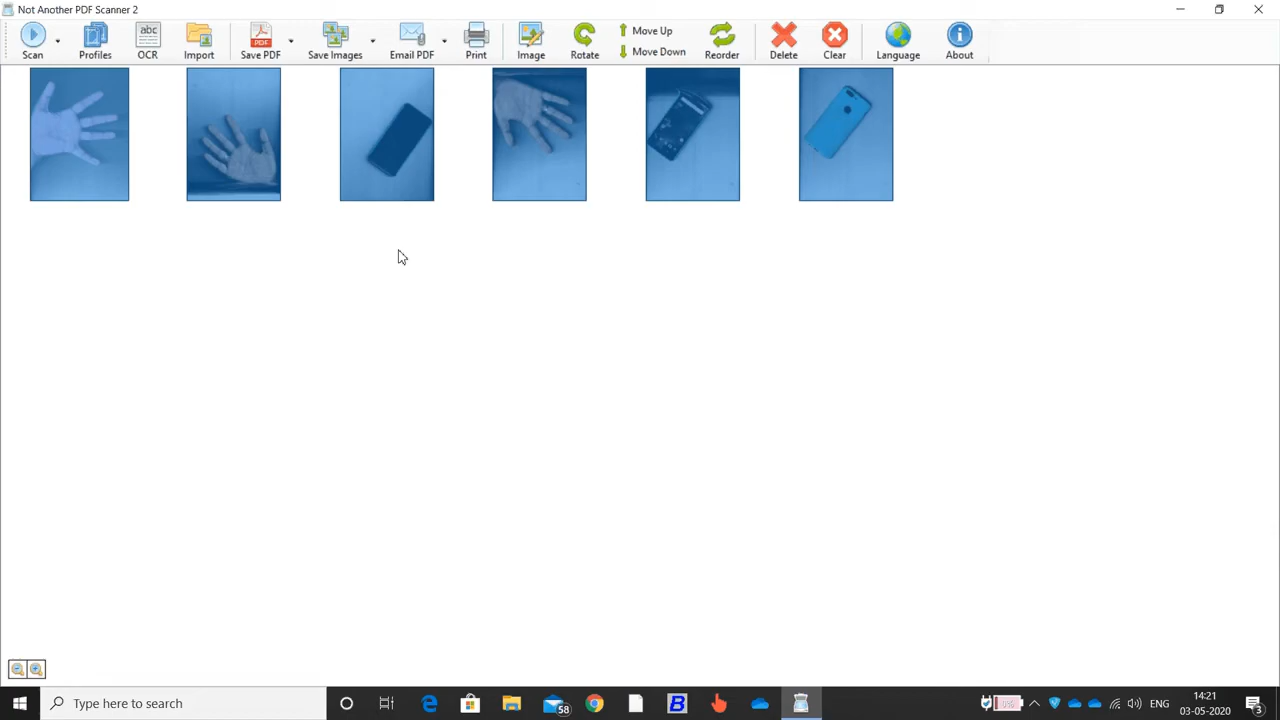 Not Another PDF Scanner 2
Scan
Profiles
abc
OCR
Import
PDF
Save PDF
Save Images
Email PDF
Print
Image
Rotate
Move Up
Move Down
Reorder
Delete
Clear
Language
About
Type here to search
58
B
ENG
14:21
03-05-2020
3